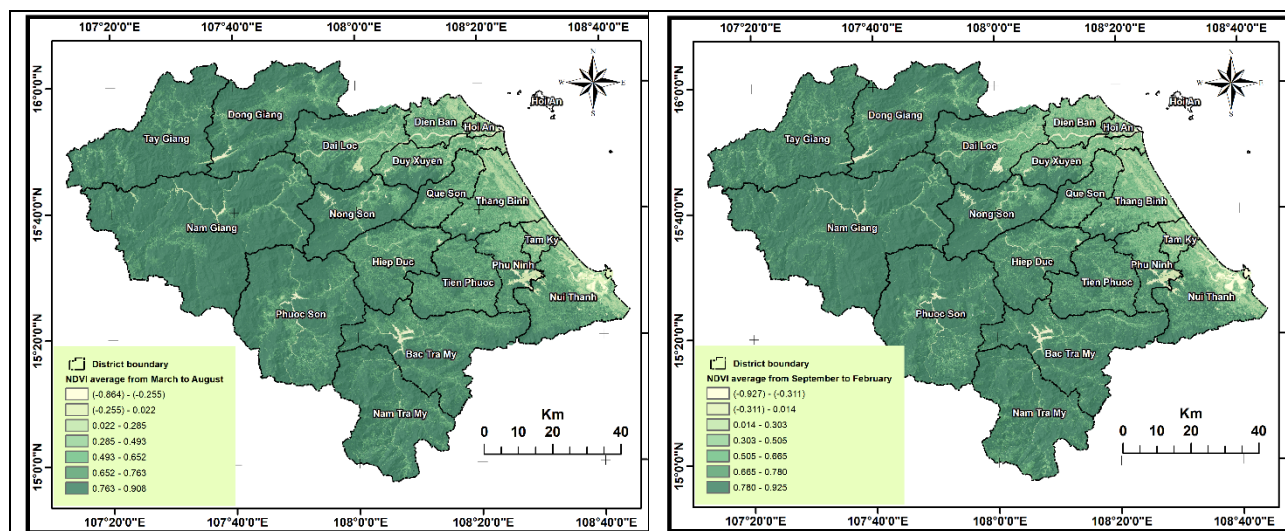 107°20'0"E 107°40'0"E 108°0'0"E 108°20'0"E 108°40'0"E
16°0'0"N
15°40'0"N
15°20'0"N
15°0'0"N
N
W E
S
Hoi An
Dong Giang
Tay Giang
Dien Ban
Hoi An
Dai Loc
Duy Xuyen
Que Son
Thang Binh
Nong Son
Nam Giang
Tam Ky
Hiep Duc
Phu Ninh
Tien Phuoc
Nui Thanh
Phuoc Son
Bac Tra My
Nam Tra My
District boundary
NDVI average from March to August
(-0.864) - (-0.255)
(-0.255) - 0.022
0.022 - 0.285
0.285 - 0.493
0.493 - 0.652
0.652 - 0.763
0.763 - 0.908
Km
0 10 20 40
107°20'0"E 107°40'0"E 108°0'0"E 108°20'0"E 108°40'0"E
107°20'0"E 107°40'0"E 108°0'0"E 108°20'0"E 108°40'0"E
16°0'0"N
15°40'0"N
15°20'0"N
15°0'0"N
N
W E
S
Hoi An
Dong Giang
Tay Giang
Dien Ban
Hoi An
Dai Loc
Duy Xuyen
Que Son
Thang Binh
Nong Son
Nam Giang
Tam Ky
Hiep Duc
Phu Ninh
Tien Phuoc
Nui Thanh
Phuoc Son
Bac Tra My
Nam Tra My
District boundary
NDVI average from September to February
(-0.927) - (-0.311)
(-0.311) - 0.014
0.014 - 0.303
0.303 - 0.505
0.505 - 0.665
0.665 - 0.780
0.780 - 0.925
Km
0 10 20 30 40
107°20'0"E 107°40'0"E 108°0'0"E 108°20'0"E 108°40'0"E